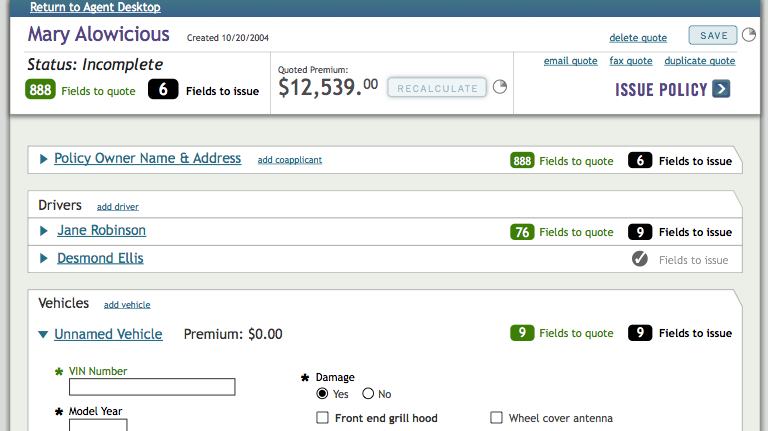 Return to Agent Desktop
Mary Alowicious Created 10/20/2004 delete quote SAVE
Status: Incomplete
888 Fields to quote 6 Fields to issue
Quoted Premium:
$12,539.00 RECALCULATE
email quote fax quote duplicate quote
ISSUE POLICY
Policy Owner Name & Address add coapplicant 888 Fields to quote 6 Fields to issue
Drivers add driver
Jane Robinson 76 Fields to quote 9 Fields to issue
Desmond Ellis Fields to issue
Vehicles add vehicle
Unnamed Vehicle Premium: $0.00 9 Fields to quote 9 Fields to issue
* VIN Number
* Damage
Yes No
* Model Year
Front end grill hood Wheel cover antenna